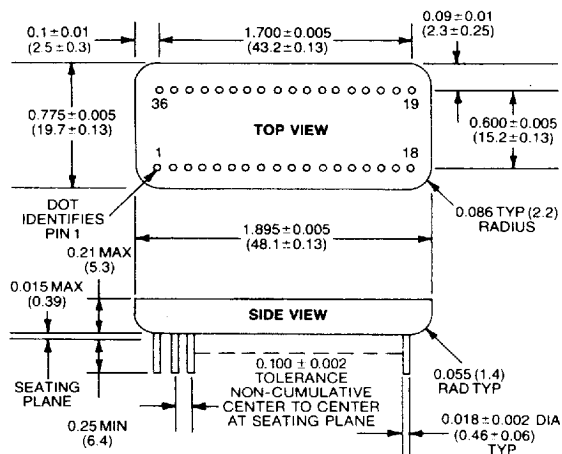 0.1±0.01
(2.5±0.3)
1.700±0.005
(43.2±0.13)
0.09±0.01
(2.3±0.25)
0.775±0.005
(19.7±0.13)
36
19
TOP VIEW
1
18
0.600±0.005
(15.2±0.13)
DOT
IDENTIFIES
PIN 1
0.086 TYP (2.2)
RADIUS
1.895±0.005
(48.1±0.13)
0.21 MAX
(5.3)
0.015 MAX
(0.39)
SIDE VIEW
SEATING
PLANE
0.25 MIN
(6.4)
0.100 ± 0.002
TOLERANCE
NON-CUMULATIVE
CENTER TO CENTER
AT SEATING PLANE
0.055 (1.4)
RAD TYP
0.018±0.002 DIA
(0.46±0.06)
TYP